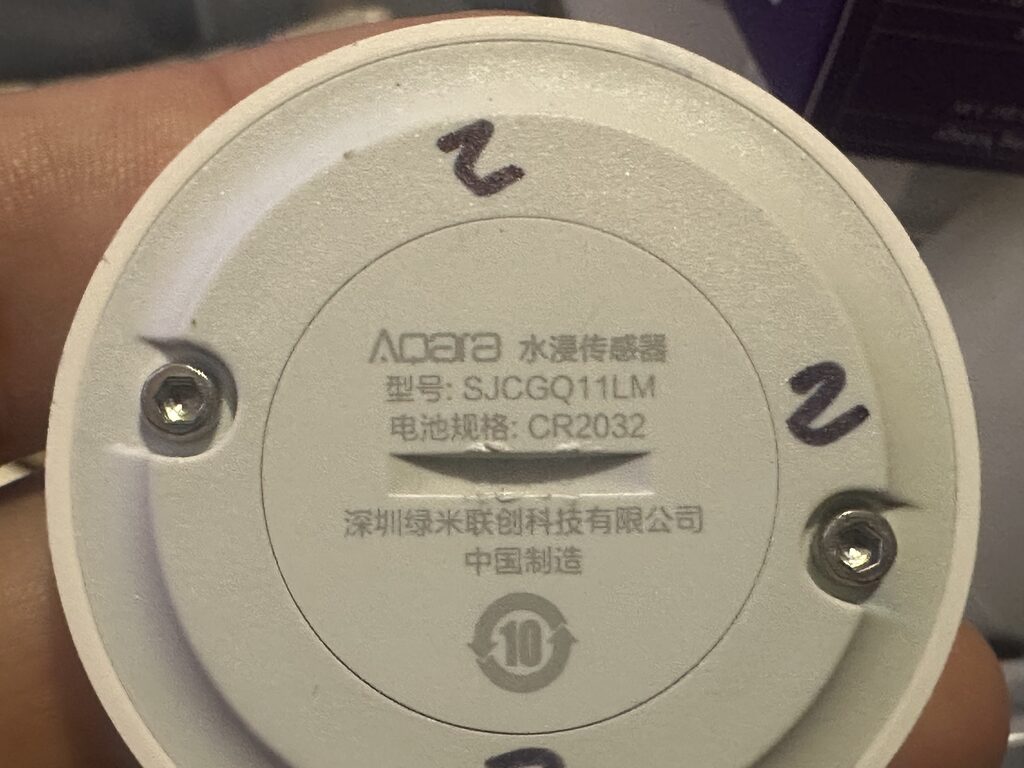 Aqara 水浸传感器
型号: SJCGQ11LM
电池规格: CR2032
深圳绿米联创科技有限公司
中国制造
10